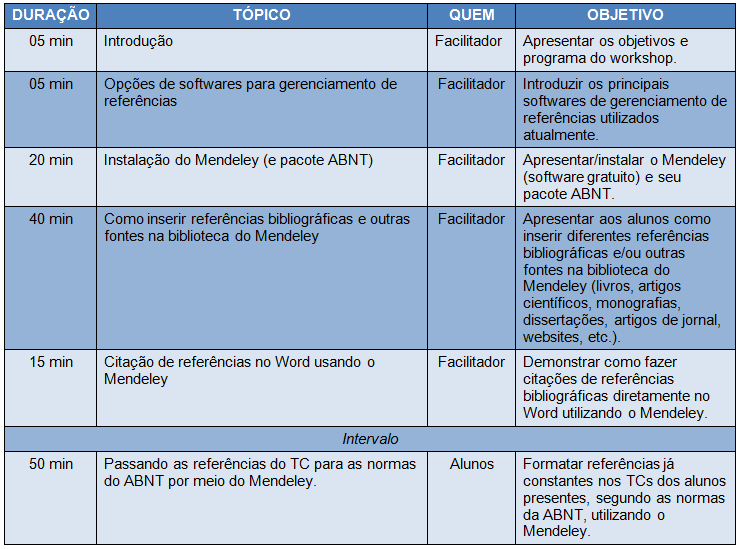 DURAÇÃO TÓPICO QUEM OBJETIVO
05 min Introdução Facilitador Apresentar os objetivos e
programa do workshop.
05 min Opções de softwares para gerenciamento de Facilitador Introduzir os principais
referências softwares de gerenciamento de
referências utilizados
atualmente.
20 min Instalação do Mendeley (e pacote ABNT) Facilitador Apresentar/instalar o Mendeley
(software gratuito) e seu
pacote ABNT.
40 min Como inserir referências bibliográficas e outras Facilitador Apresentar aos alunos como
fontes na biblioteca do Mendeley inserir diferentes referências
bibliográficas e/ou outras
fontes na biblioteca do
Mendeley (livros, artigos
científicos, monografias,
dissertações, artigos de jornal,
websites, etc.).
15 min Citação de referências no Word usando o Facilitador Demonstrar como fazer
Mendeley citações de referências
bibliográficas diretamente no
Word utilizando o Mendeley.
Intervalo
50 min Passando as referências do TC para as normas Alunos Formatar referências já
do ABNT por meio do Mendeley. constantes nos TCs dos alunos
presentes, segundo as normas
da ABNT, utilizando o
Mendeley.